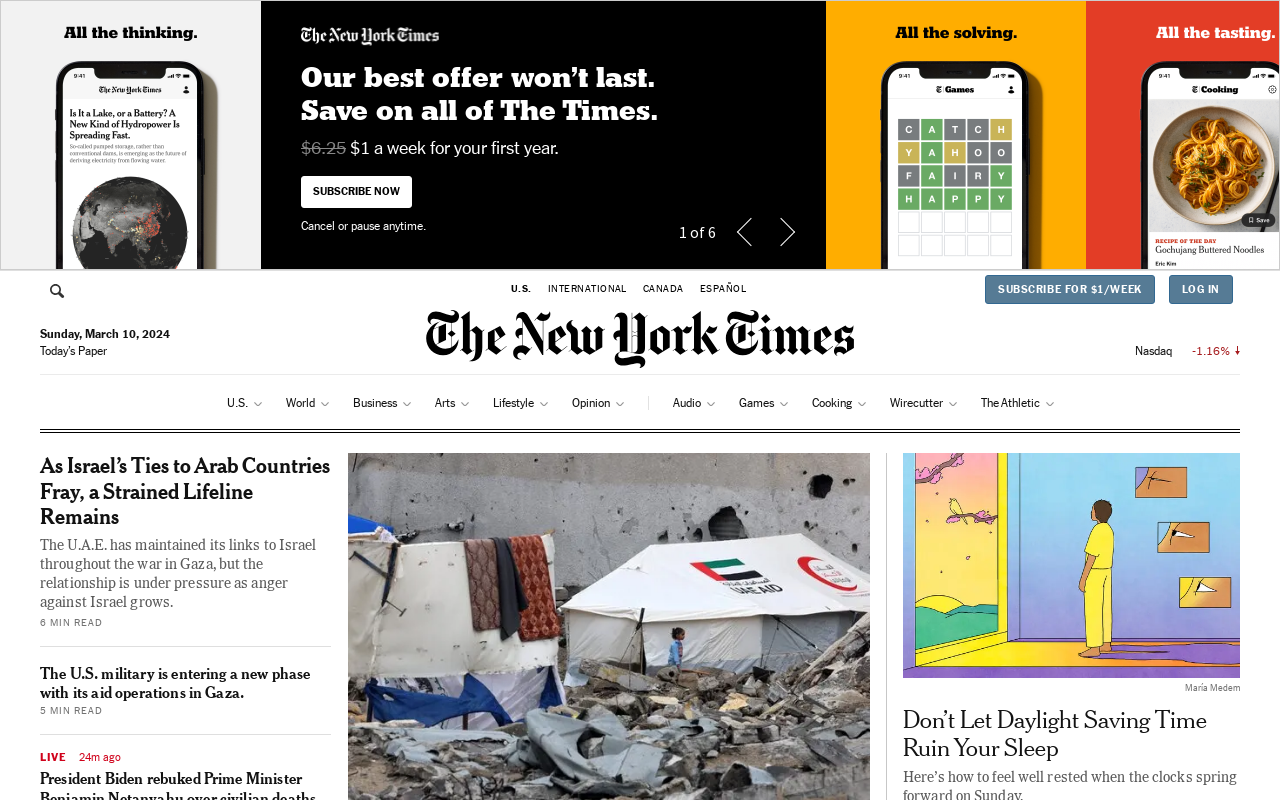 All the thinking.
9:41
The New York Times
Is It a Lake, or a Battery? A
New Kind of Hydropower Is
Spreading Fast.
So-called pumped storage, rather than
conventional dams, is emerging as the future of
deriving electricity from flowing water.
The New York Times
Our best offer won’t last.
Save on all of The Times.
$6.25 $1 a week for your first year.
SUBSCRIBE NOW
Cancel or pause anytime.
1 of 6
All the solving.
9:41
Games
C A T C H
Y A H O O
F A I R Y
H A P P Y
All the tasting.
9:41
Cooking
Save
RECIPE OF THE DAY
Gochujang Buttered Noodles
Eric Kim
U.S. INTERNATIONAL CANADA ESPAÑOL
SUBSCRIBE FOR $1/WEEK
LOG IN
Sunday, March 10, 2024
Today’s Paper
The New York Times
Nasdaq -1.16%
U.S. World Business Arts Lifestyle Opinion Audio Games Cooking Wirecutter The Athletic
As Israel’s Ties to Arab Countries
Fray, a Strained Lifeline
Remains
The U.A.E. has maintained its links to Israel
throughout the war in Gaza, but the
relationship is under pressure as anger
against Israel grows.
6 MIN READ
The U.S. military is entering a new phase
with its aid operations in Gaza.
5 MIN READ
LIVE 24m ago
President Biden rebuked Prime Minister
Benjamin Netanyahu over civilian deaths
UAE AID
María Medem
Don’t Let Daylight Saving Time
Ruin Your Sleep
Here’s how to feel well rested when the clocks spring
forward on Sunday.